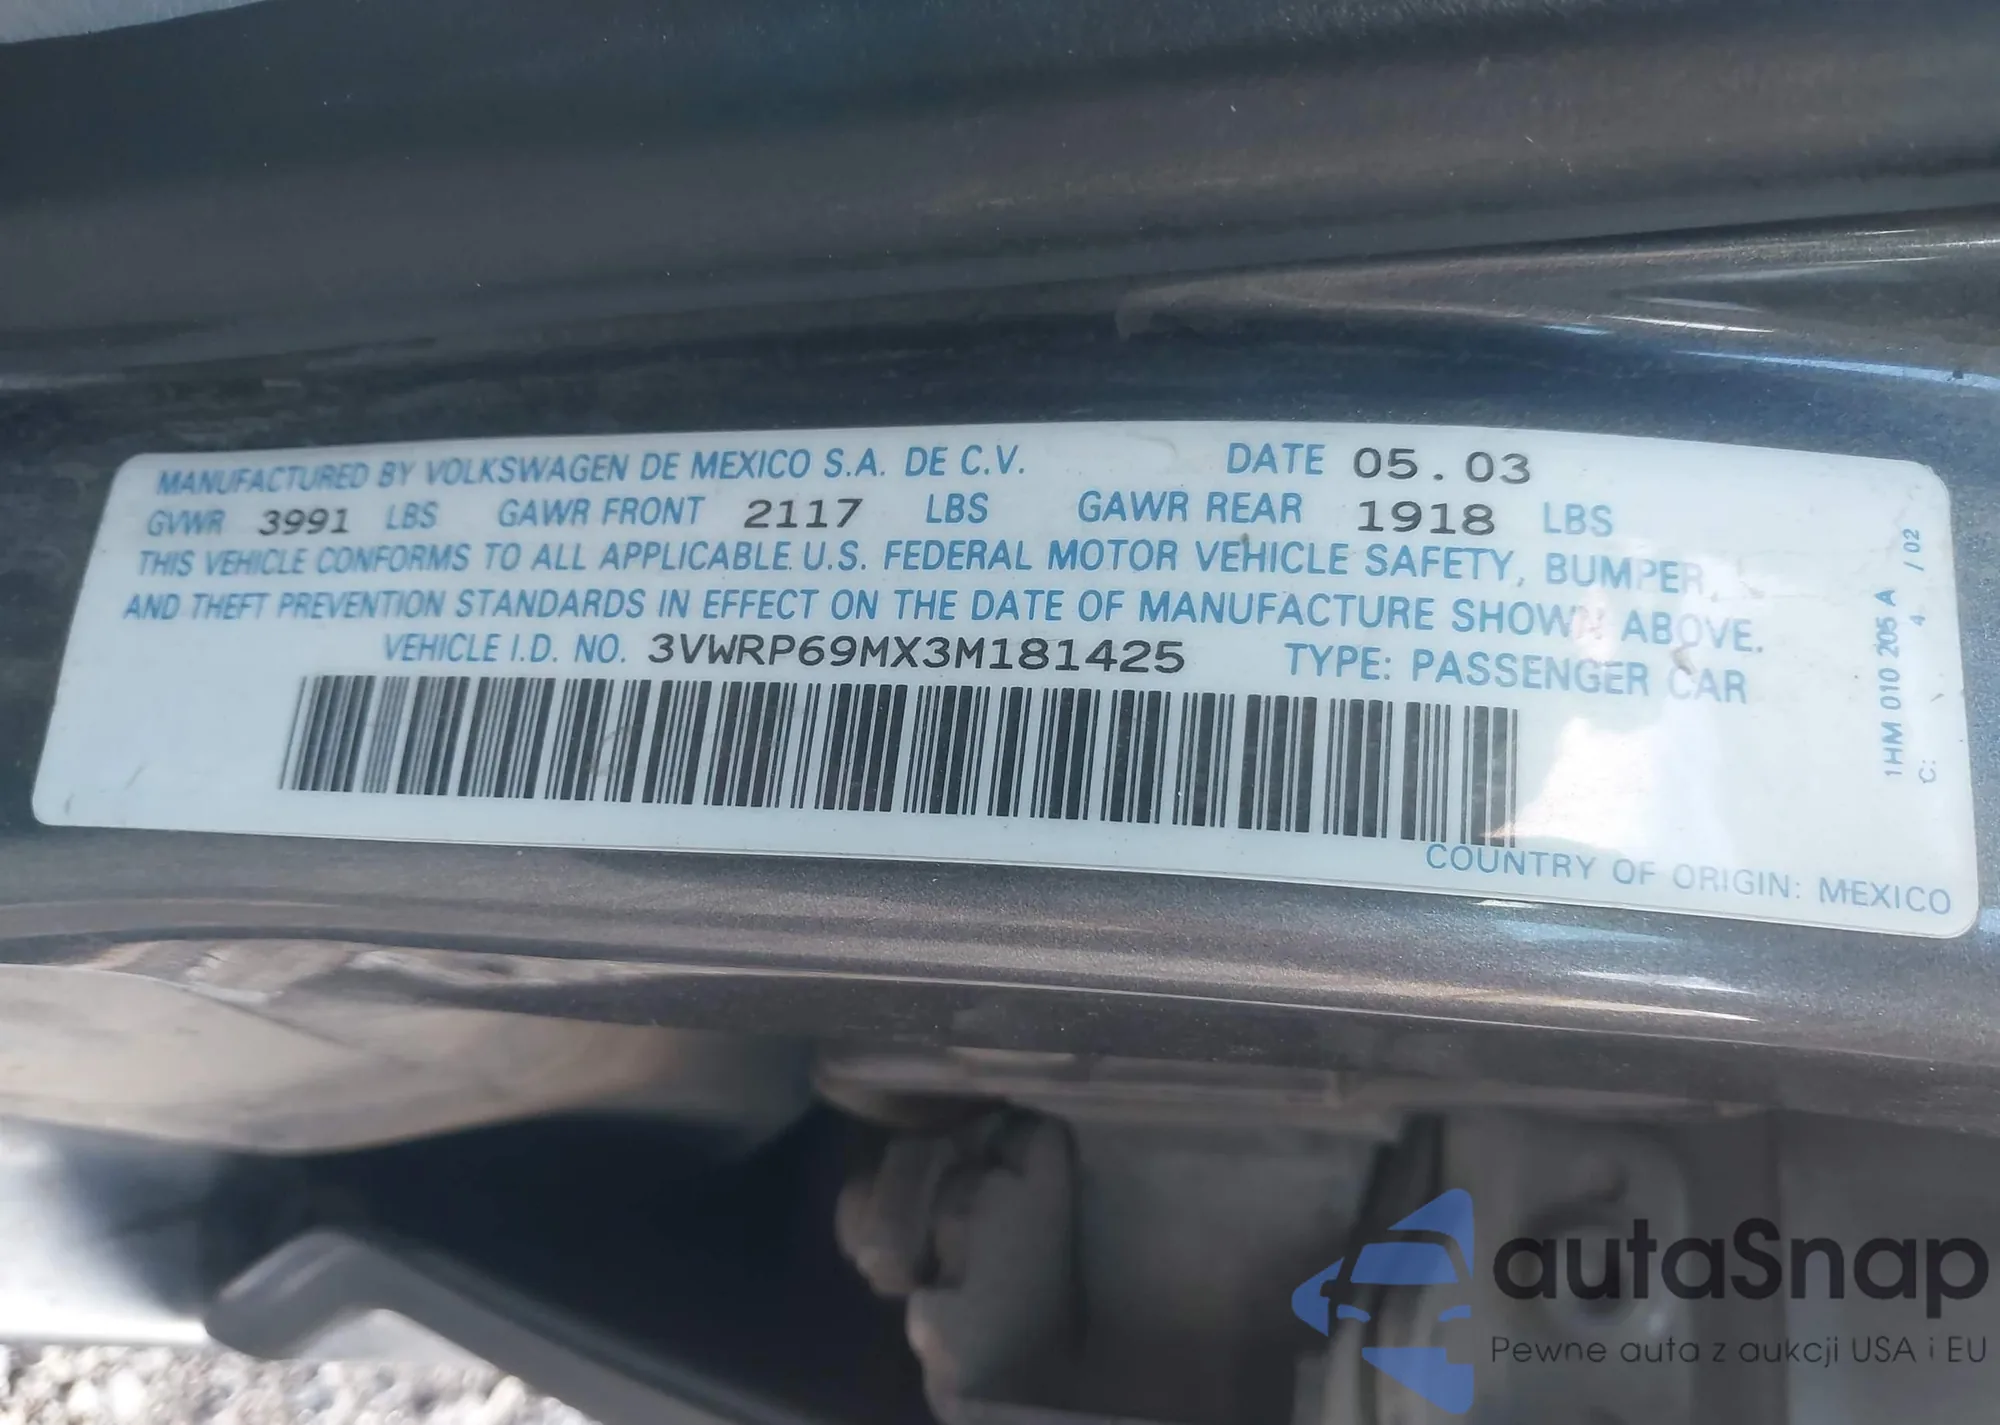 MANUFACTURED BY VOLKSWAGEN DE MEXICO S.A. DE C.V. DATE 05.03
GVWR 3991 LBS GAWR FRONT 2117 LBS GAWR REAR 1918 LBS
THIS VEHICLE CONFORMS TO ALL APPLICABLE U.S. FEDERAL MOTOR VEHICLE SAFETY, BUMPER,
AND THEFT PREVENTION STANDARDS IN EFFECT ON THE DATE OF MANUFACTURE SHOWN ABOVE.
VEHICLE I.D. NO. 3VWRP69MX3M181425 TYPE: PASSENGER CAR
COUNTRY OF ORIGIN: MEXICO
1HM 010 205 A
C: 4 / 02
autaSnap
Pewne auta z aukcji USA i EU